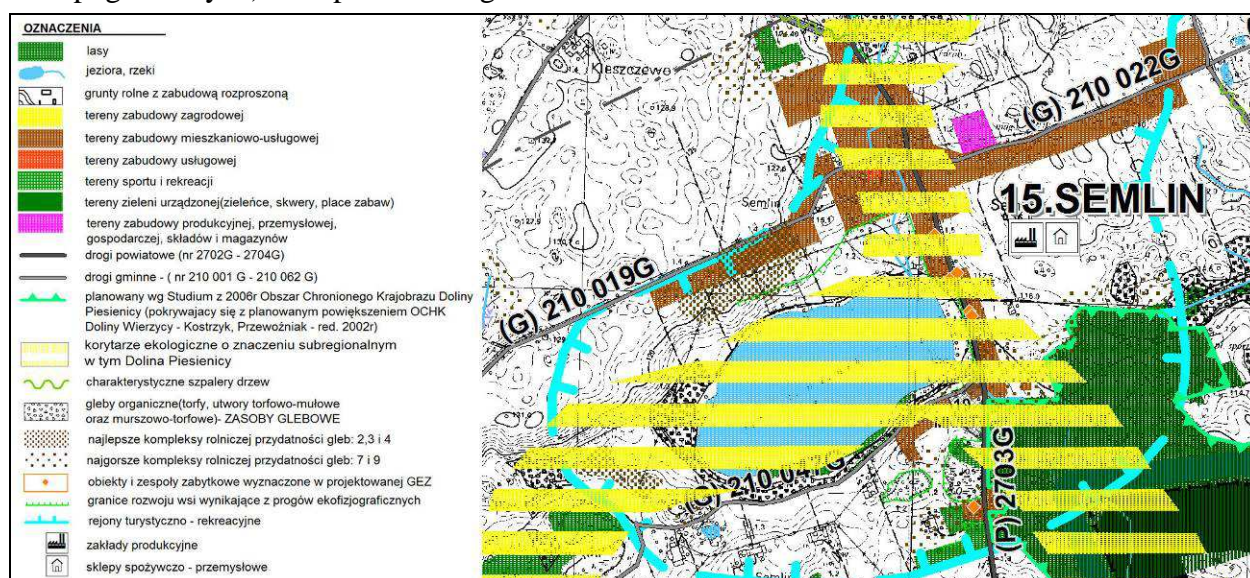 OZNACZENIA
lasy
jeziora, rzeki
grunty rolne z zabudową rozproszoną
tereny zabudowy zagrodowej
tereny zabudowy mieszkaniowo-usługowej
tereny zabudowy usługowej
tereny sportu i rekreacji
tereny zieleni urządzonej(zieleńce, skwery, place zabaw)
tereny zabudowy produkcyjnej, przemysłowej,
gospodarczej, składów i magazynów
drogi powiatowe (nr 2702G - 2704G)
drogi gminne - ( nr 210 001 G - 210 062 G)
planowany wg Studium z 2006r Obszar Chronionego Krajobrazu Doliny
Piesienicy (pokrywajacy się z planowanym powiększeniem OCHK
Doliny Wierzycy - Kostrzyk, Przewoźniak - red. 2002r)
korytarze ekologiczne o znaczeniu subregionalnym
w tym Dolina Piesienicy
charakterystyczne szpalery drzew
gleby organiczne(torfy, utwory torfowo-mułowe
oraz murszowo-torfowe)- ZASOBY GLEBOWE
najlepsze kompleksy rolniczej przydatności gleb: 2,3 i 4
najgorsze kompleksy rolniczej przydatności gleb: 7 i 9
obiekty i zespoły zabytkowe wyznaczone w projektowanej GEZ
granice rozwoju wsi wynikające z progów ekofizjograficznych
rejony turystyczno - rekreacyjne
zakłady produkcyjne
sklepy spożywczo - przemysłowe
Kleszczewo
(G) 210 022G
Semlin
15.SEMLIN
(G) 210 019G
(P) 2703G
Semlin